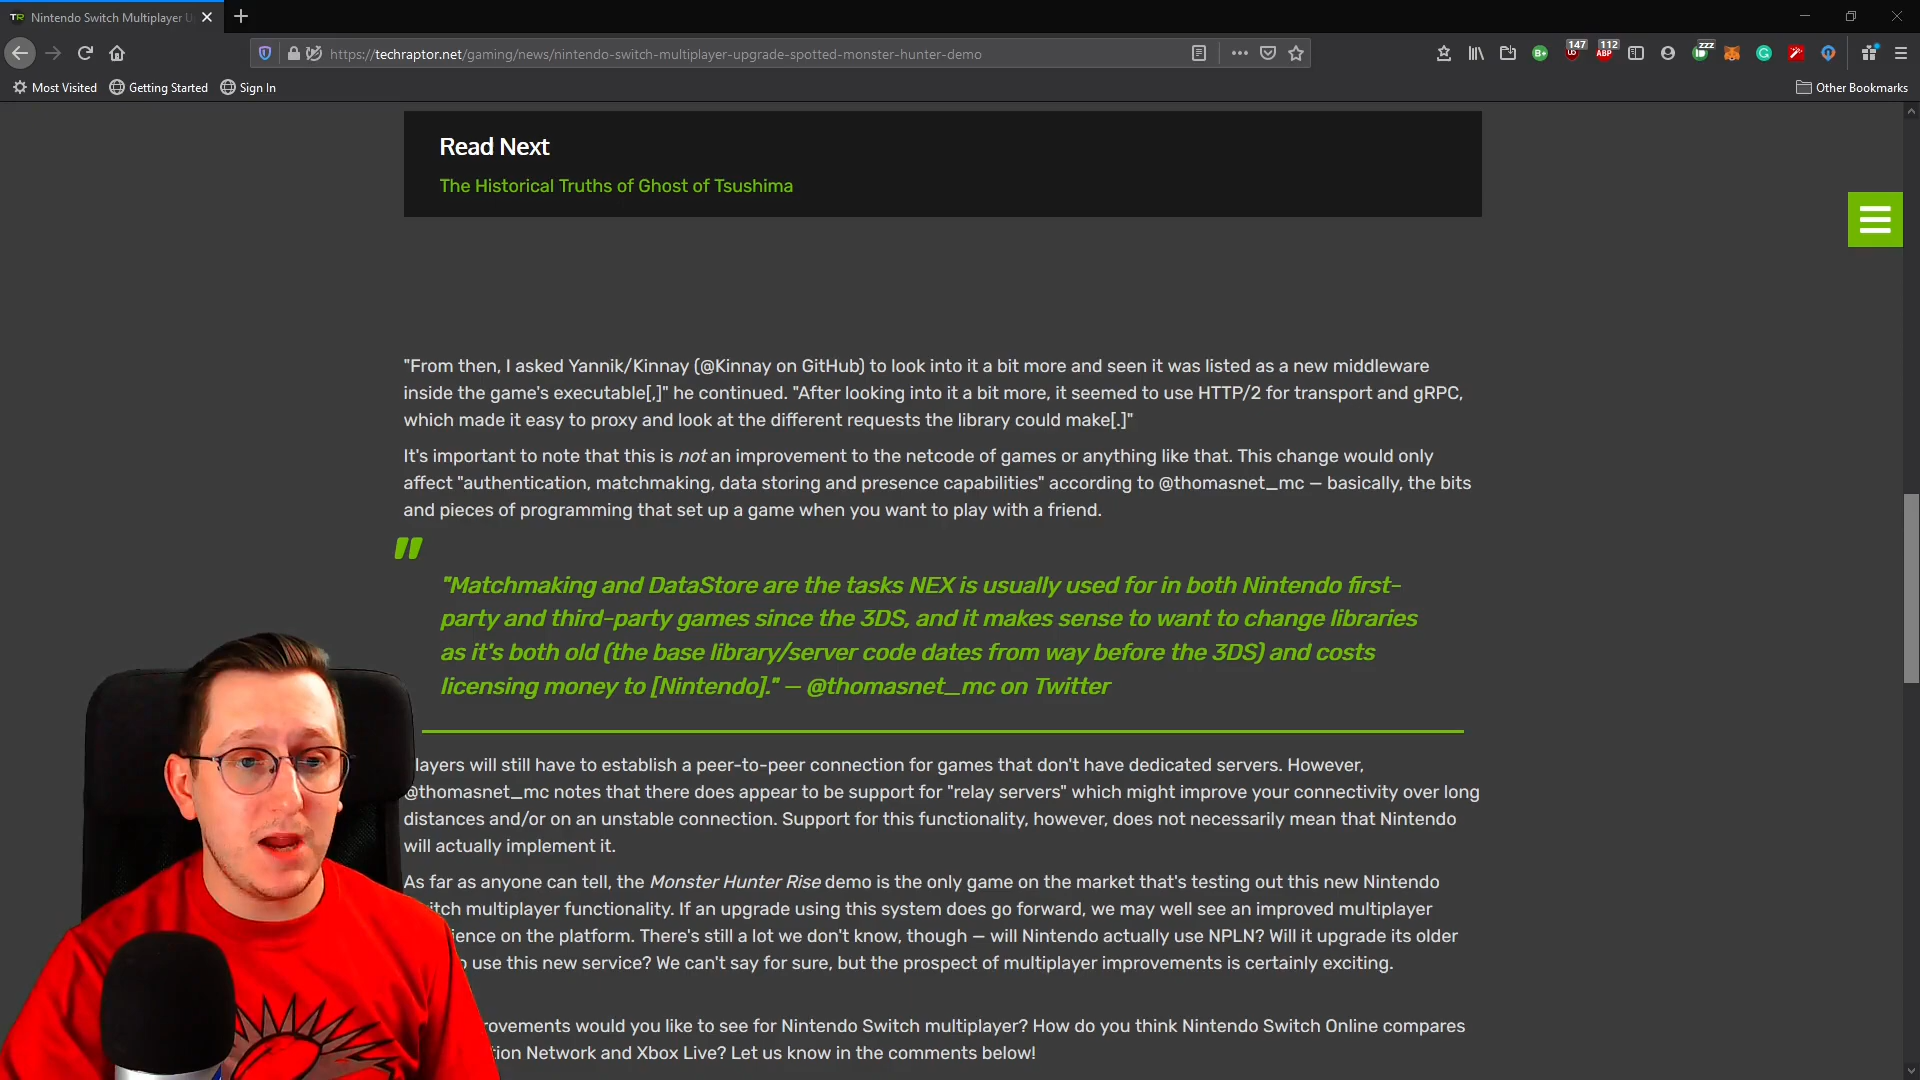 Nintendo Switch Multiplayer U
https://techraptor.net/gaming/news/nintendo-switch-multiplayer-upgrade-spotted-monster-hunter-demo
147
112
ABP
zzz
Most Visited
Getting Started
Sign In
Other Bookmarks
Read Next
The Historical Truths of Ghost of Tsushima
"From then, I asked Yannik/Kinnay (@Kinnay on GitHub) to look into it a bit more and seen it was listed as a new middleware
inside the game's executable[,]" he continued. "After looking into it a bit more, it seemed to use HTTP/2 for transport and gRPC,
which made it easy to proxy and look at the different requests the library could make[.]"
It's important to note that this is not an improvement to the netcode of games or anything like that. This change would only
affect "authentication, matchmaking, data storing and presence capabilities" according to @thomasnet_mc — basically, the bits
and pieces of programming that set up a game when you want to play with a friend.
"Matchmaking and DataStore are the tasks NEX is usually used for in both Nintendo first-
party and third-party games since the 3DS, and it makes sense to want to change libraries
as it's both old (the base library/server code dates from way before the 3DS) and costs
licensing money to [Nintendo]." — @thomasnet_mc on Twitter
layers will still have to establish a peer-to-peer connection for games that don't have dedicated servers. However,
@thomasnet_mc notes that there does appear to be support for "relay servers" which might improve your connectivity over long
distances and/or on an unstable connection. Support for this functionality, however, does not necessarily mean that Nintendo
will actually implement it.
As far as anyone can tell, the Monster Hunter Rise demo is the only game on the market that's testing out this new Nintendo
itch multiplayer functionality. If an upgrade using this system does go forward, we may well see an improved multiplayer
ience on the platform. There's still a lot we don't know, though — will Nintendo actually use NPLN? Will it upgrade its older
o use this new service? We can't say for sure, but the prospect of multiplayer improvements is certainly exciting.
rovements would you like to see for Nintendo Switch multiplayer? How do you think Nintendo Switch Online compares
tion Network and Xbox Live? Let us know in the comments below!